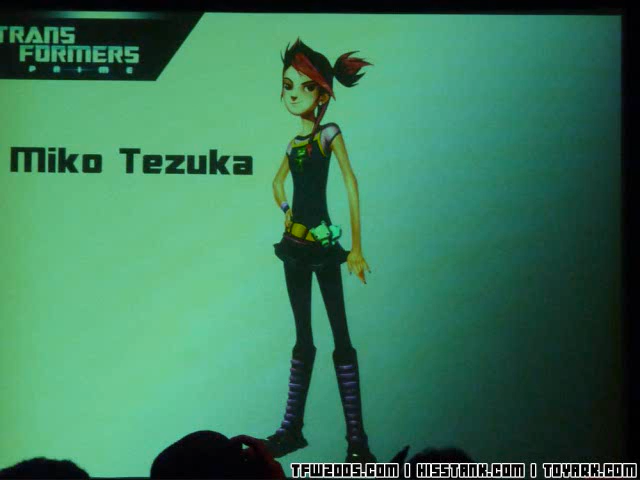 TRANS
FORMERS
PRIME
Miko Tezuka
TFW2005.COM | HISSTANK.COM | TOYARK.COM